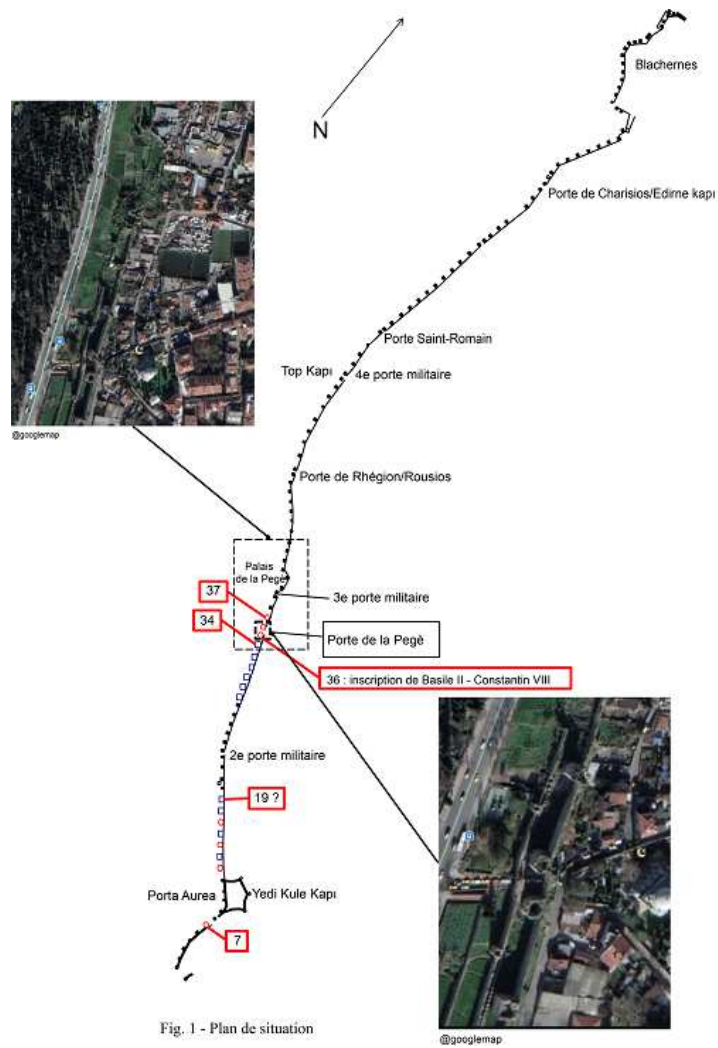 Blachernes
N
Porte de Charisios/Edirne kapı
Porte Saint-Romain
Top Kapı
4e porte militaire
@googlemap
Porte de Rhégion/Rousios
Palais
de la Pegè
37
3e porte militaire
34
Porte de la Pegè
36 : inscription de Basile II - Constantin VIII
2e porte militaire
19 ?
Porta Aurea
Yedi Kule Kapı
7
Fig. 1 - Plan de situation
@googlemap